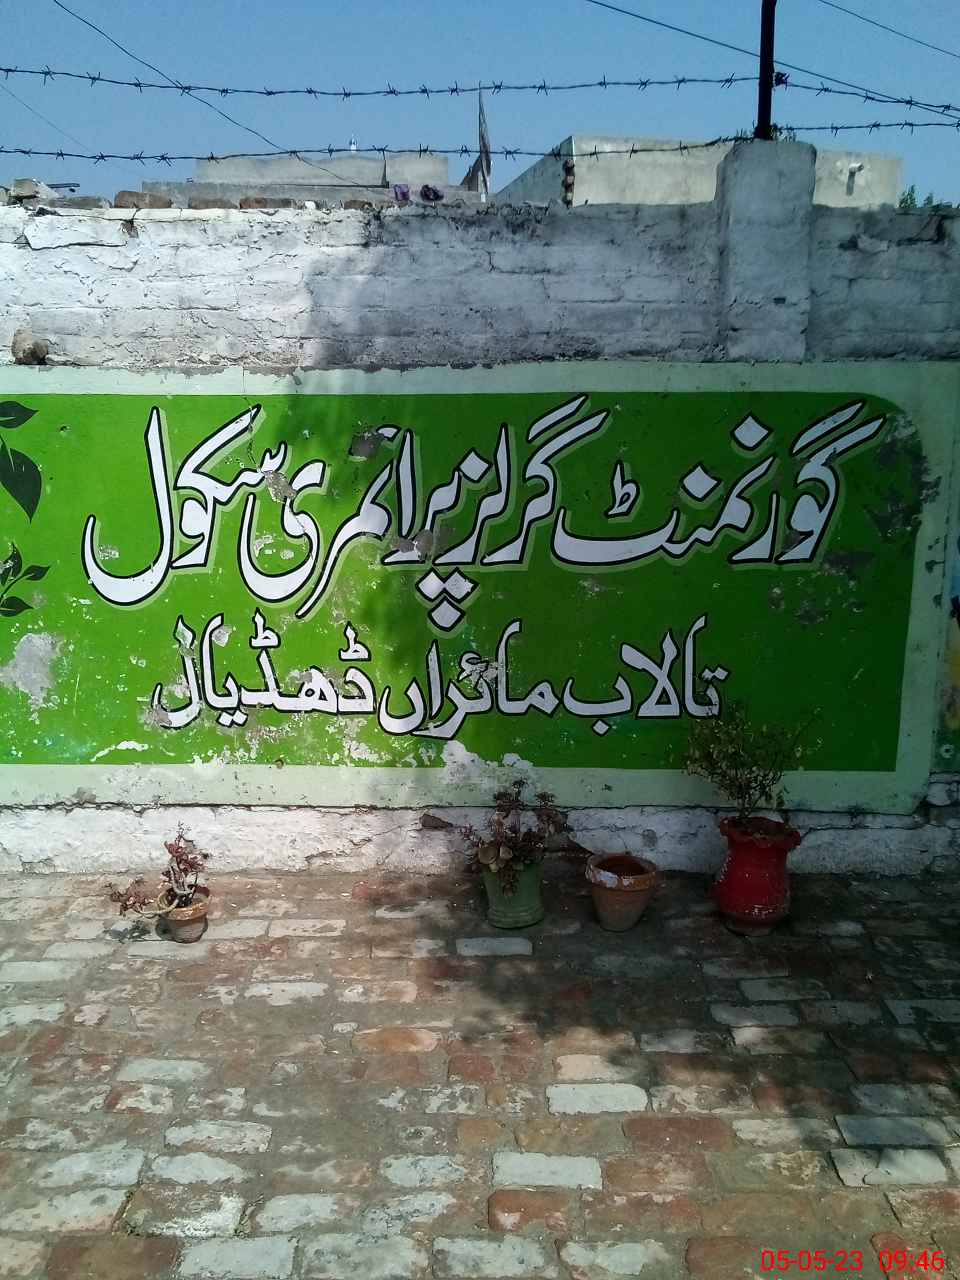 گورنمنٹ گرلز پرائمری سکول
تالاب مائراں ڈھڈیال
05-05-23 09:46